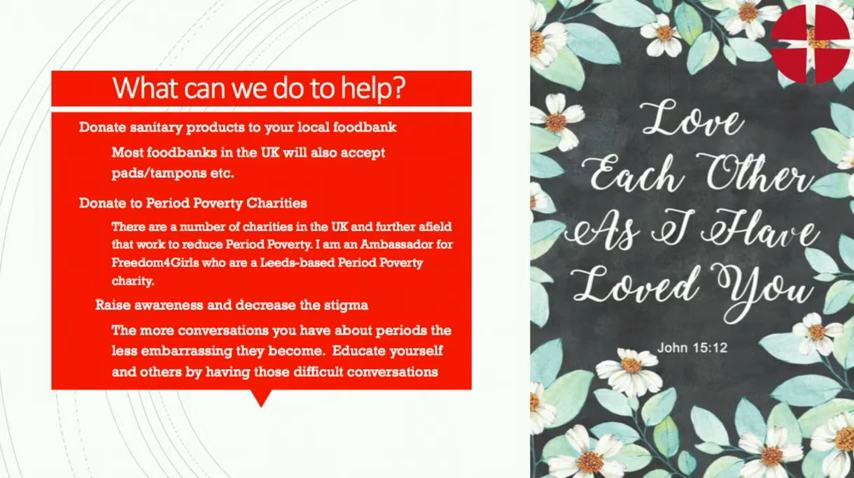 What can we do to help?
Donate sanitary products to your local foodbank
Most foodbanks in the UK will also accept
pads/tampons etc.
Donate to Period Poverty Charities
There are a number of charities in the UK and further afield
that work to reduce Period Poverty. I am an Ambassador for
Freedom4Girls who are a Leeds-based Period Poverty
charity.
Raise awareness and decrease the stigma
The more conversations you have about periods the
less embarrassing they become. Educate yourself
and others by having those difficult conversations
Love
Each Other
As I Have
Loved You
John 15:12